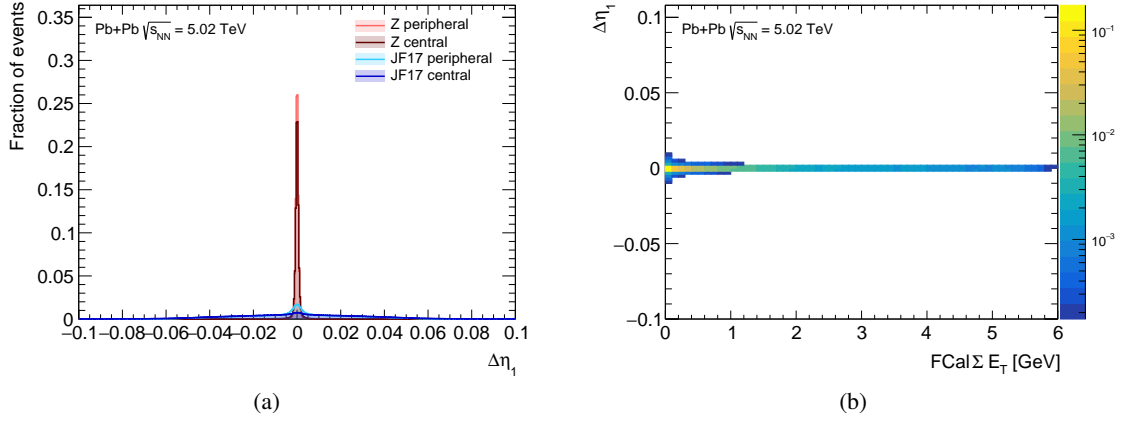 Fraction of events
0.35
0.3
0.25
0.2
0.15
0.1
0.05
0
Pb+Pb √s_NN = 5.02 TeV
Z peripheral
Z central
JF17 peripheral
JF17 central
−0.1 −0.08 −0.06 −0.04 −0.02 0 0.02 0.04 0.06 0.08 0.1
Δη₁
(a)
Δη₁
0.1
0.05
0
−0.05
−0.1
Pb+Pb √s_NN = 5.02 TeV
0 1 2 3 4 5 6
FCal Σ E_T [GeV]
10⁻¹
10⁻²
10⁻³
(b)